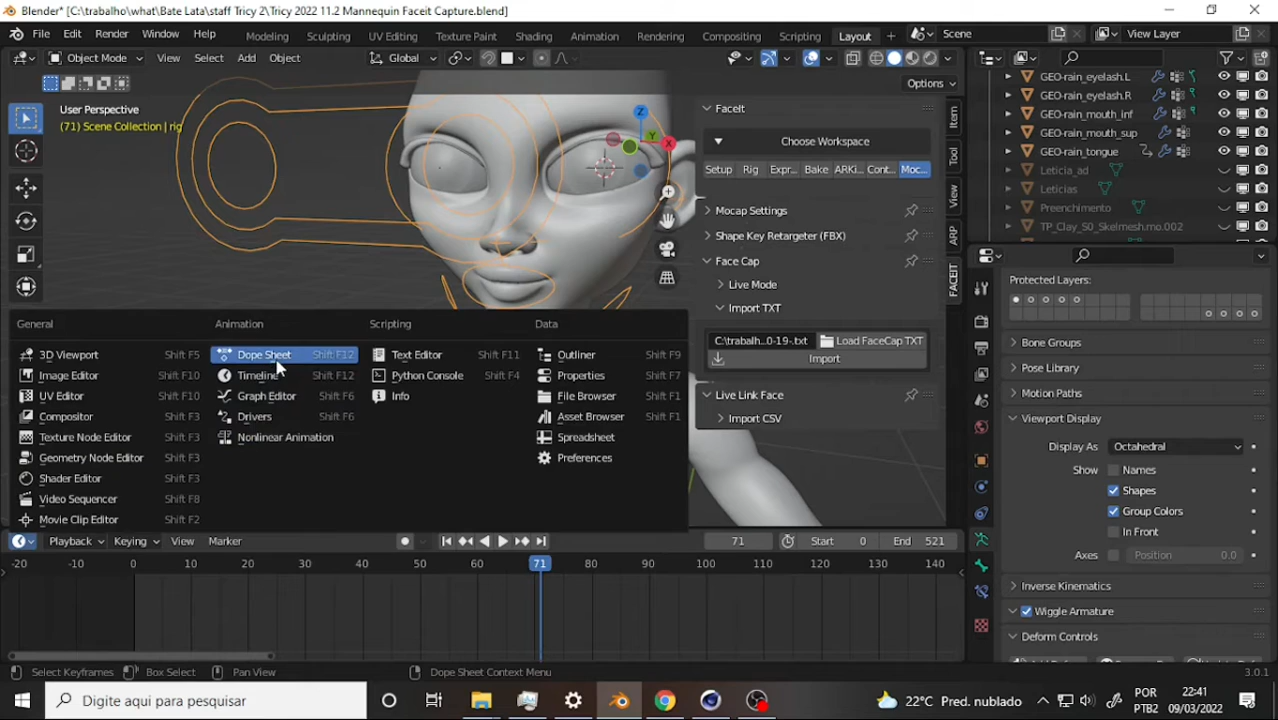 Blender* [C:\trabalho\what\Bate Lata\staff Tricy 2\Tricy 2022 11.2 Mannequin Faceit Capture.blend]
File Edit Render Window Help Modeling Sculpting UV Editing Texture Paint Shading Animation Rendering Compositing Scripting Layout + Scene View Layer
Object Mode View Select Add Object Global
Options
User Perspective
(71) Scene Collection | rig
Z
Y
X
FaceIt
Choose Workspace
Setup Rig Expr... Bake ARKi... Cont... Moc...
Mocap Settings
Shape Key Retargeter (FBX)
Face Cap
Live Mode
Import TXT
C:\trabalh...0-19-.txt Load FaceCap TXT
Import
Live Link Face
Import CSV
Item
Tool
View
ARP
FACEIT
General Animation Scripting Data
3D Viewport Shift F5 Dope Sheet Shift F12 Text Editor Shift F11 Outliner Shift F9
Image Editor Shift F10 Timeline Shift F12 Python Console Shift F4 Properties Shift F7
UV Editor Shift F10 Graph Editor Shift F6 Info File Browser Shift F1
Compositor Shift F3 Drivers Shift F6 Asset Browser Shift F1
Texture Node Editor Shift F3 Nonlinear Animation Spreadsheet
Geometry Node Editor Shift F3 Preferences
Shader Editor Shift F3
Video Sequencer Shift F8
Movie Clip Editor Shift F2
GEO-rain_eyelash.L
GEO-rain_eyelash.R
GEO-rain_mouth_inf
GEO-rain_mouth_sup
GEO-rain_tongue
Leticia_ad
Leticias
Preenchimento
TP_Clay_S0_Skelmesh.mo.002
Protected Layers:
Bone Groups
Pose Library
Motion Paths
Viewport Display
Display As Octahedral
Show Names
Shapes
Group Colors
In Front
Axes Position 0.0
Inverse Kinematics
Wiggle Armature
Deform Controls
Playback Keying View Marker 71 Start 0 End 521
-20 -10 0 10 20 30 40 50 60 71 80 90 100 110 120 130 140
Select Keyframes Box Select Pan View Dope Sheet Context Menu 3.0.1
Digite aqui para pesquisar 22°C Pred. nublado POR PTB2 22:41 09/03/2022